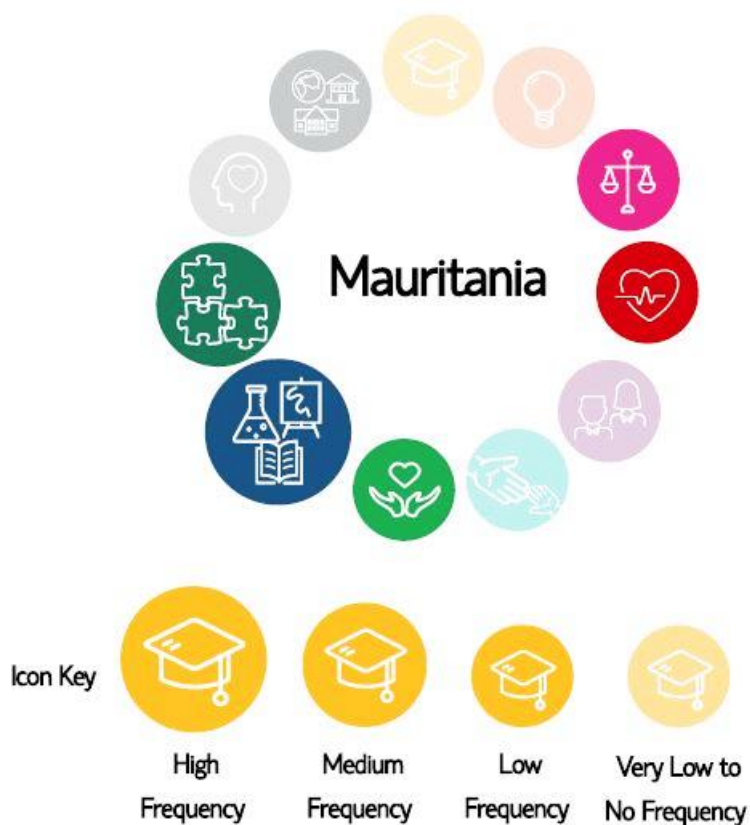 Mauritania
Icon Key
High
Frequency
Medium
Frequency
Low
Frequency
Very Low to
No Frequency